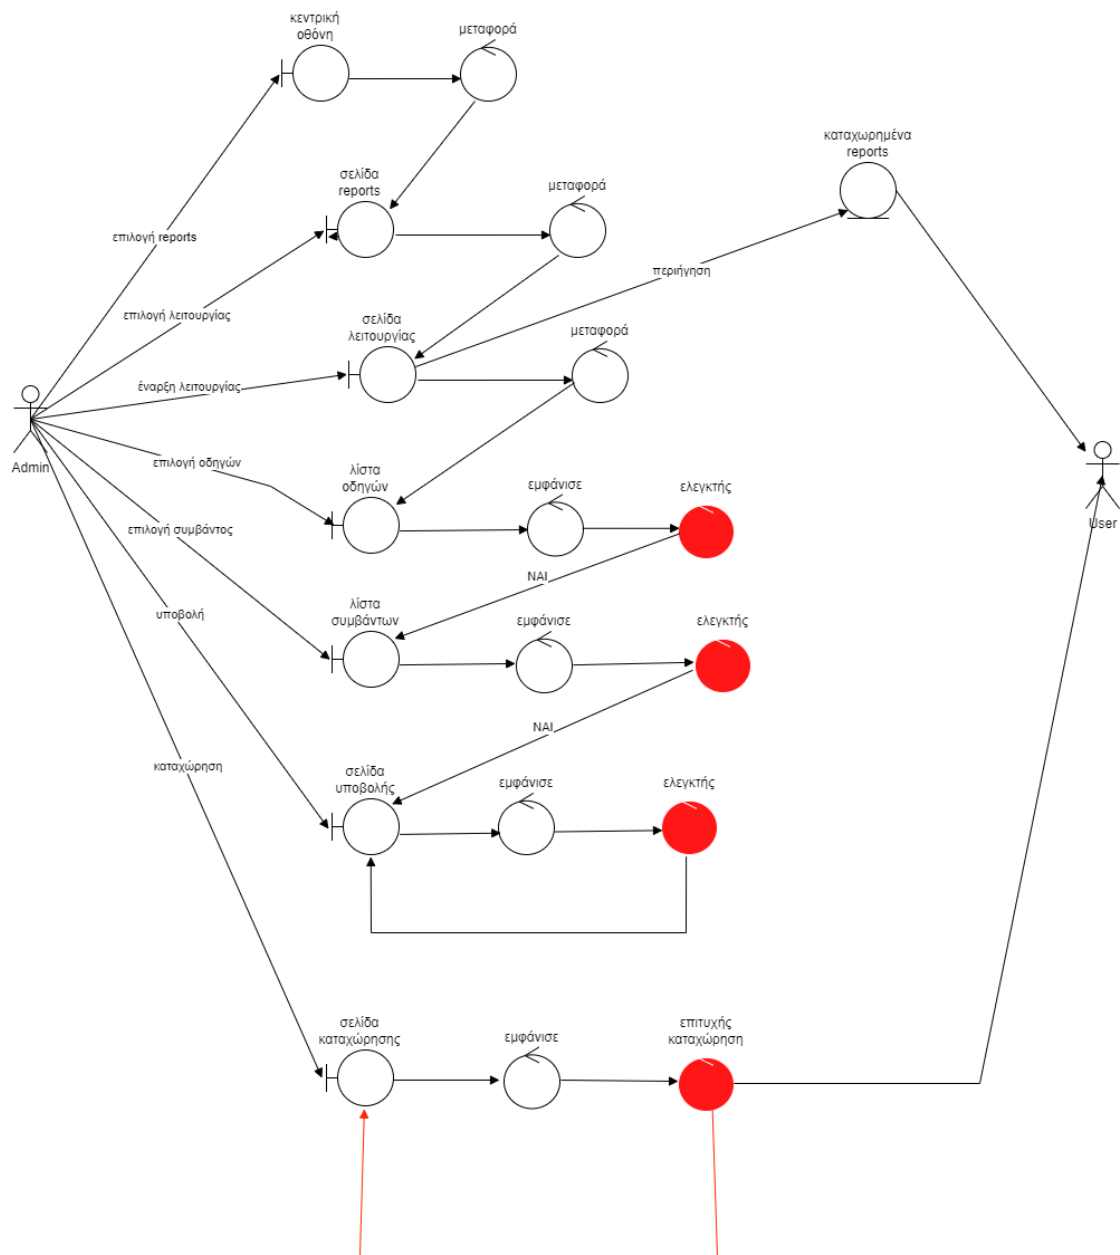 κεντρική
οθόνη
μεταφορά
καταχωρημένα
reports
σελίδα
reports
μεταφορά
επιλογή reports
περιήγηση
επιλογή λειτουργίας
σελίδα
λειτουργίας
μεταφορά
έναρξη λειτουργίας
Admin
επιλογή οδηγών
λίστα
οδηγών
εμφάνισε
ελεγκτής
User
επιλογή συμβάντος
ΝΑΙ
υποβολή
λίστα
συμβάντων
εμφάνισε
ελεγκτής
ΝΑΙ
καταχώρηση
σελίδα
υποβολής
εμφάνισε
ελεγκτής
σελίδα
καταχώρησης
εμφάνισε
επιτυχής
καταχώρηση